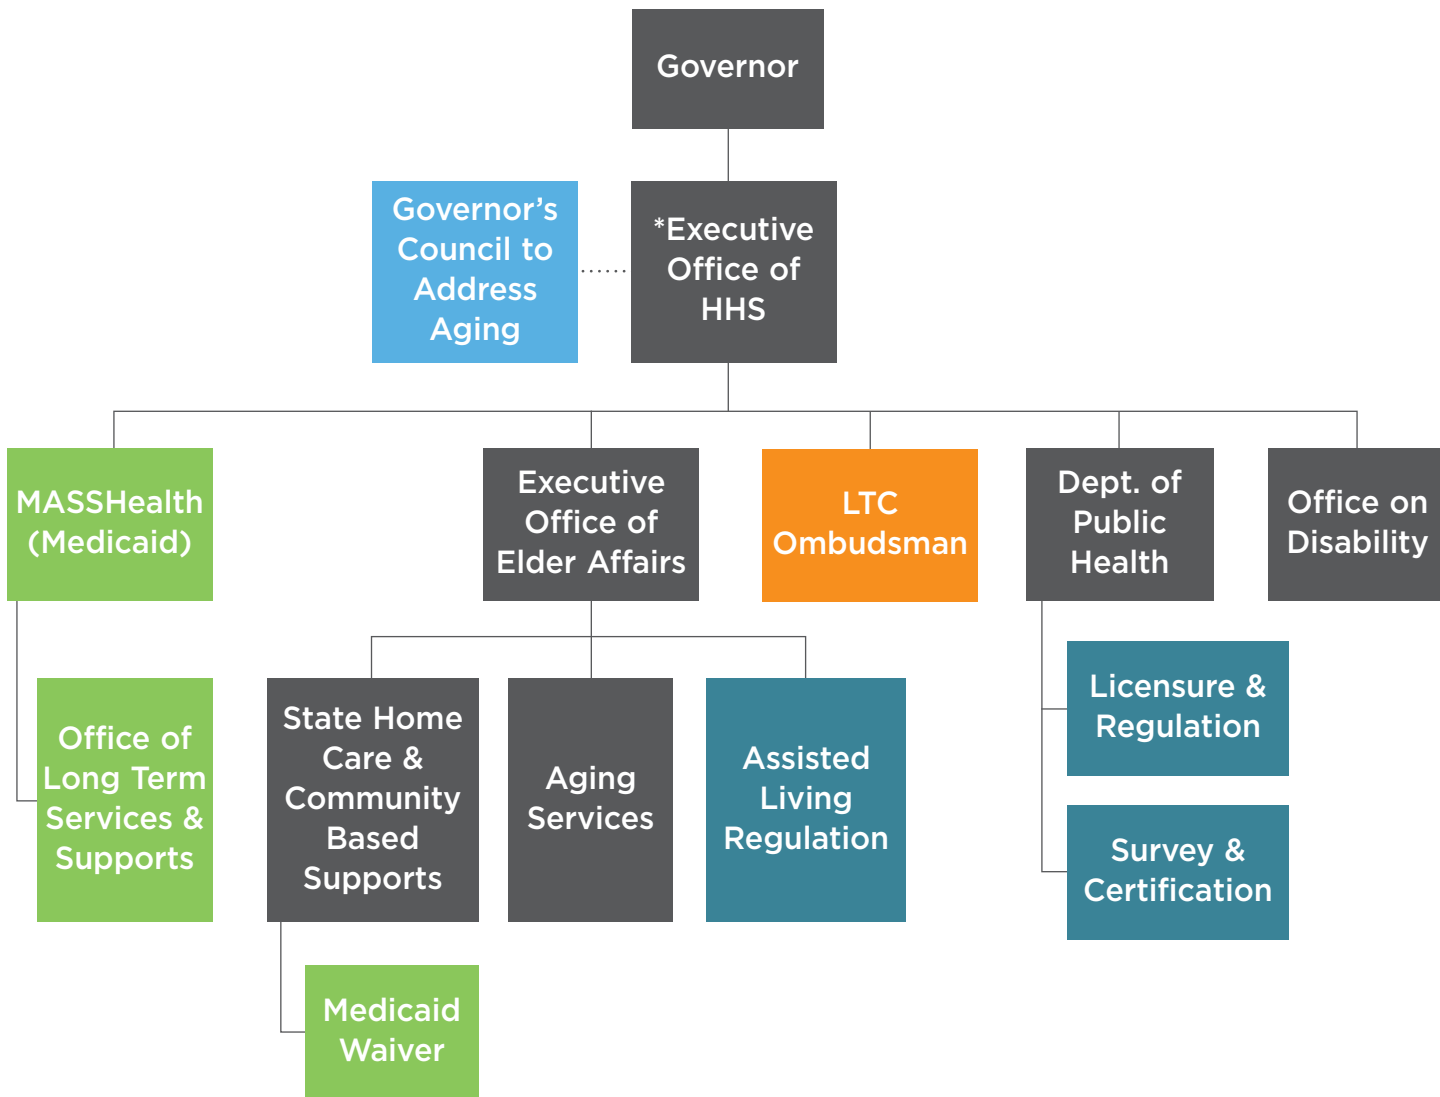 Governor
Governor’s
Council to
Address
Aging
*Executive
Office of
HHS
MASSHealth
(Medicaid)
Executive
Office of
Elder Affairs
LTC
Ombudsman
Dept. of
Public
Health
Office on
Disability
Office of
Long Term
Services &
Supports
State Home
Care &
Community
Based
Supports
Aging
Services
Assisted
Living
Regulation
Licensure &
Regulation
Survey &
Certification
Medicaid
Waiver